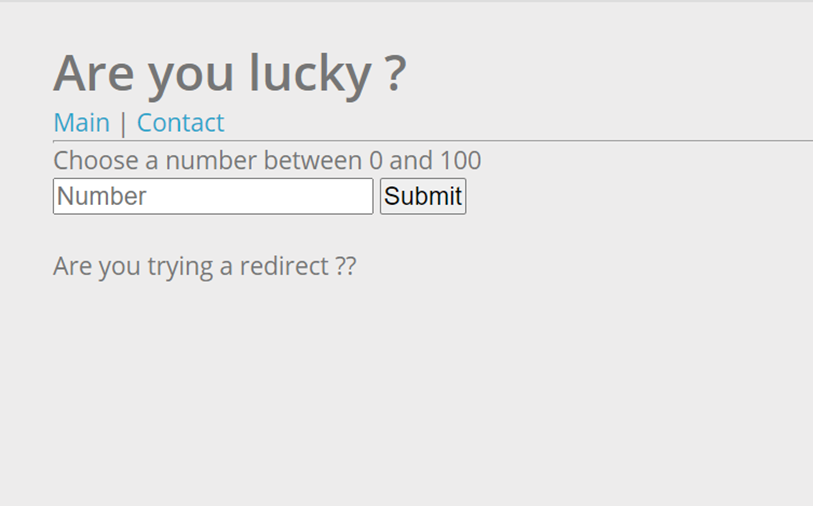 Are you lucky ?
Main | Contact
Choose a number between 0 and 100
Number Submit
Are you trying a redirect ??